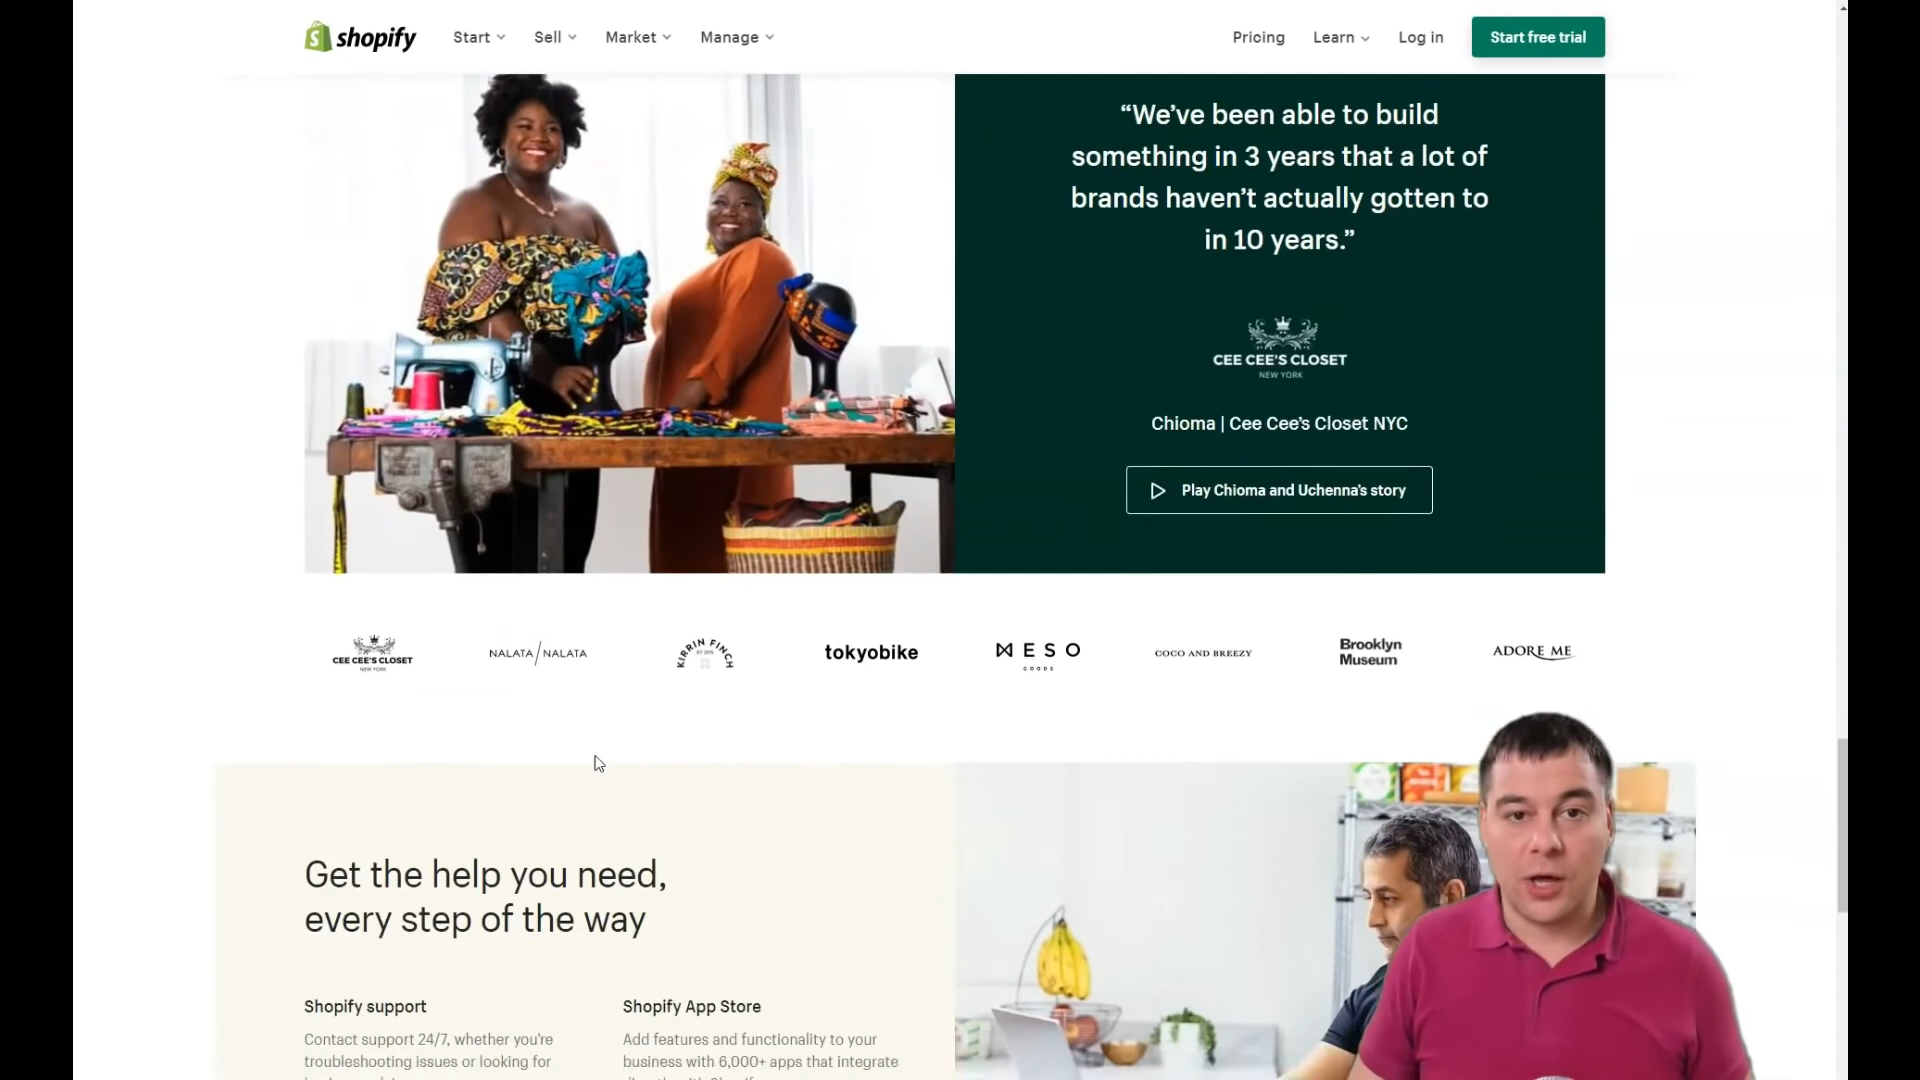 shopify
Start
Sell
Market
Manage
Pricing
Learn
Log in
Start free trial
“We’ve been able to build
something in 3 years that a lot of
brands haven’t actually gotten to
in 10 years.”
CEE CEE'S CLOSET
NEW YORK
Chioma | Cee Cee’s Closet NYC
Play Chioma and Uchenna’s story
CEE CEE'S CLOSET
NEW YORK
NALATA/NALATA
KIRRIN FINCH
tokyobike
MESO
GOODS
COCO AND BREEZY
Brooklyn
Museum
ADORE ME
Get the help you need,
every step of the way
Shopify support
Contact support 24/7, whether you’re
troubleshooting issues or looking for
Shopify App Store
Add features and functionality to your
business with 6,000+ apps that integrate